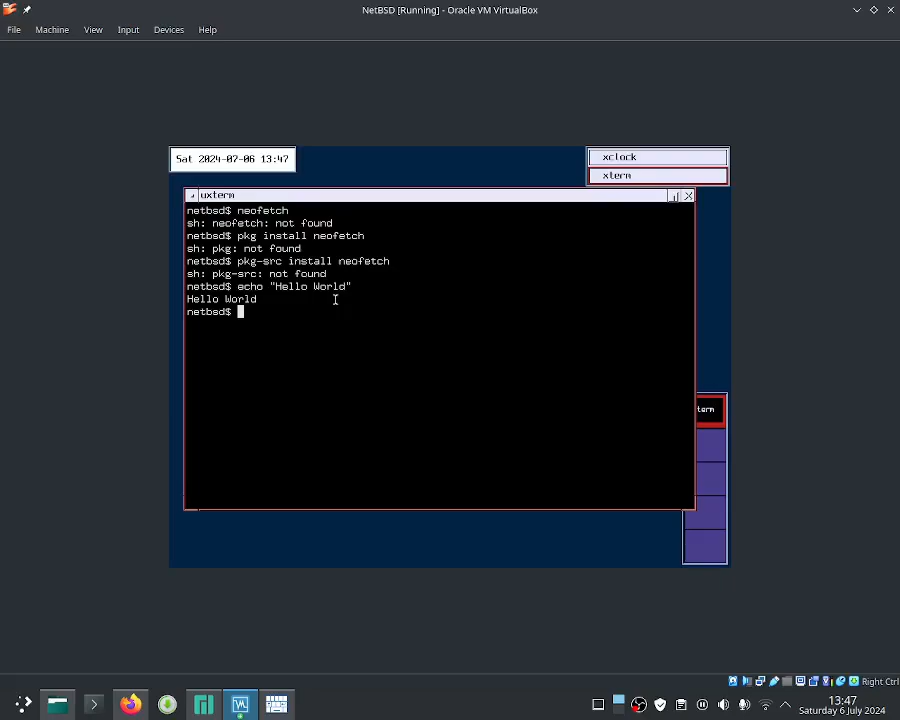 NetBSD [Running] - Oracle VM VirtualBox
File Machine View Input Devices Help
Sat 2024-07-06 13:47
xclock
xterm
uxterm
netbsd$ neofetch
sh: neofetch: not found
netbsd$ pkg install neofetch
sh: pkg: not found
netbsd$ pkg-src install neofetch
sh: pkg-src: not found
netbsd$ echo "Hello World"
Hello World
netbsd$
term
Right Ctrl
13:47
Saturday 6 July 2024